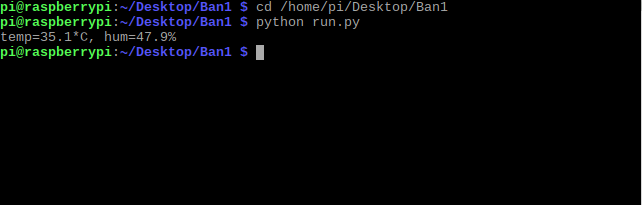 pi@raspberrypi:~/Desktop/Ban1 $ cd /home/pi/Desktop/Ban1
pi@raspberrypi:~/Desktop/Ban1 $ python run.py
temp=35.1*C, hum=47.9%
pi@raspberrypi:~/Desktop/Ban1 $